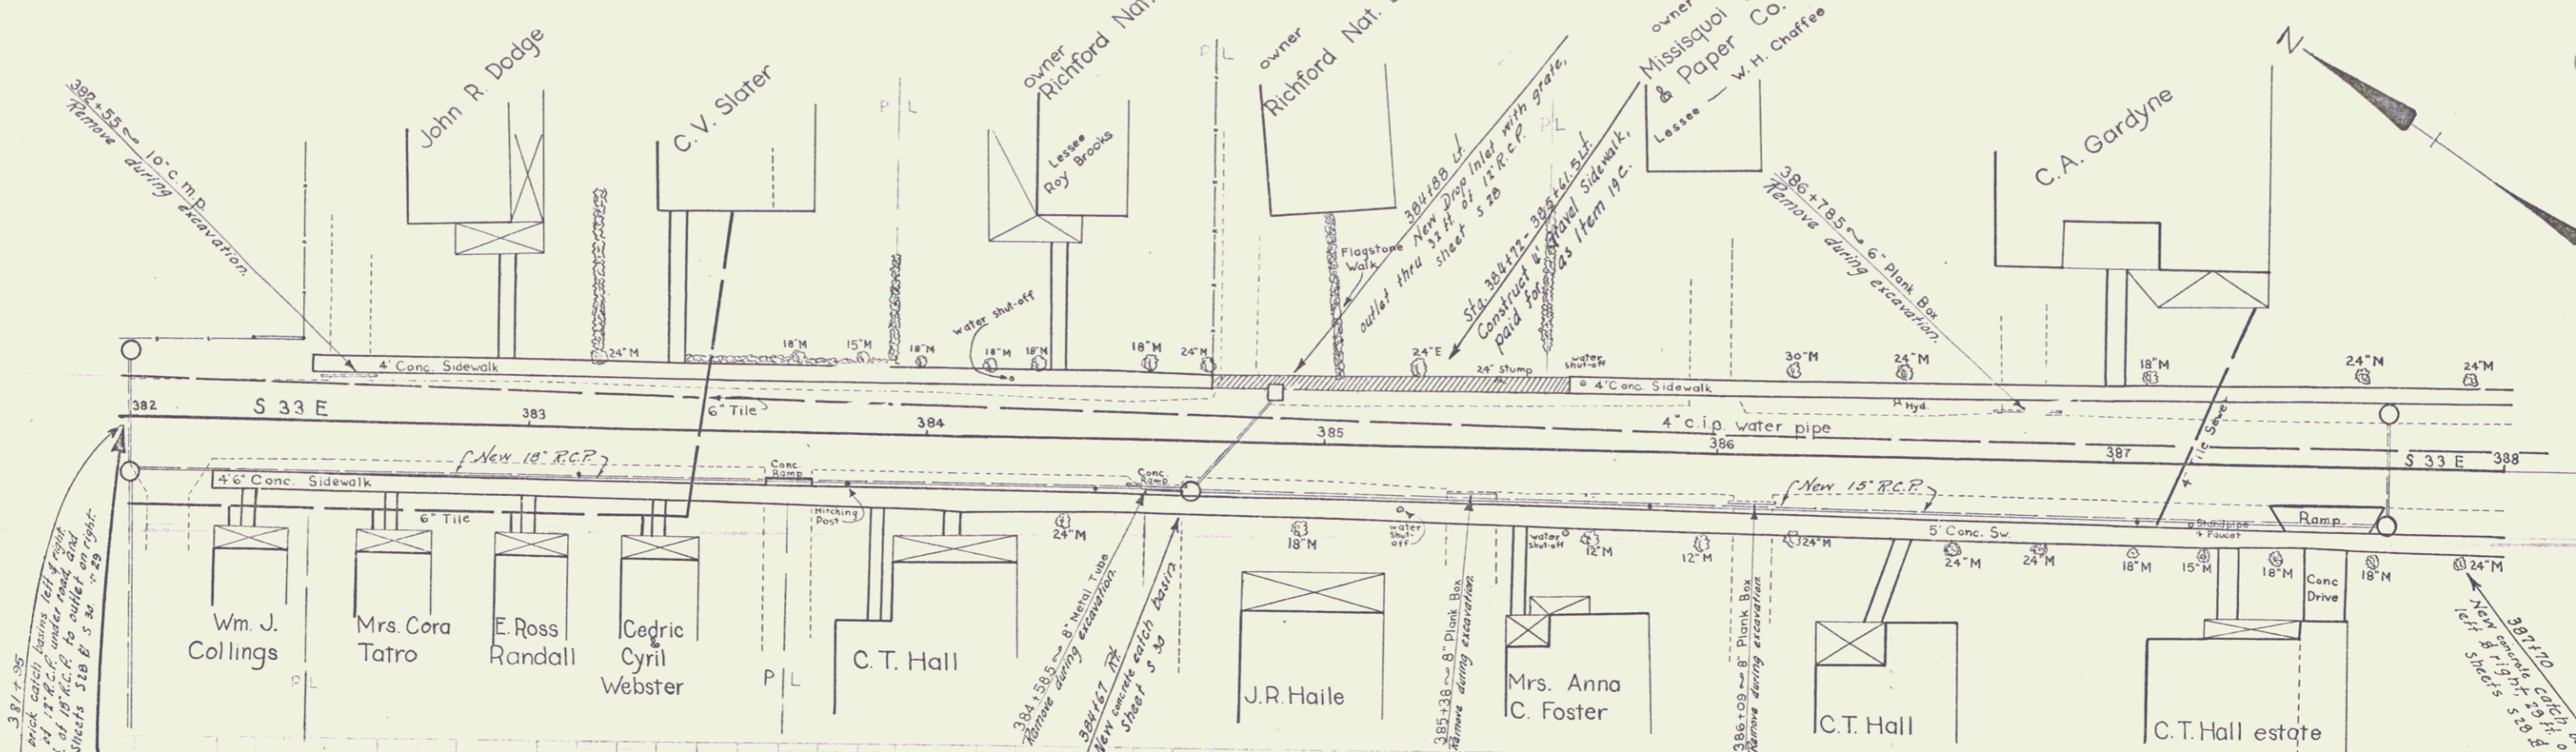 John R. Dodge
C.V. Slater
owner
Richford Nat.
Lessee
Roy Brooks
P L
P L
owner
Richford Nat.
owner
Missisquoi
& Paper Co.
Lessee — W. H. Chaffee
P L
C.A. Gardyne
N
382+55 ~ 10" c.m.p.
Remove during excavation.
384+88 Lt.
New Drop Inlet with grate,
outlet thru 32 ft. of 12" R.C.P.
sheet S 28
Flagstone
Walk
Sta. 384+72 - 385+61.5 Lt.
Construct 4' Gravel Sidewalk,
paid for as Item 19C.
386+785 ~ 6" Plank Box
Remove during excavation.
water shut-off
24"M
18"M
15"M
18"M
18"M
18"M
18"M
24"M
24"E
24" Stump
water
shut-off
30"M
24"M
18"M
24"M
24"M
4' Conc. Sidewalk
4' Conc. Sidewalk
Hyd.
6" Tile
4" c.i.p. water pipe
4" Tile Sewer
382
S 33 E
383
384
385
386
387
S 33 E
388
New 18" R.C.P.
Conc.
Ramp
Conc.
Ramp
New 15" R.C.P.
4'6" Conc. Sidewalk
6" Tile
Hitching
Post
24"M
18"M
water
shut-
off
water
shut-off
12"M
12"M
24"M
5' Conc. Sw.
Standpipe
& Faucet
Ramp
24"M
24"M
18"M
15"M
18"M
18"M
24"M
Conc
Drive
Wm. J.
Collings
Mrs. Cora
Tatro
E. Ross
Randall
Cedric
&
Cyril
Webster
P L
P L
C. T. Hall
J.R. Haile
Mrs. Anna
C. Foster
C.T. Hall
C.T. Hall estate
381+95
brick catch basins left & right
of 12" R.C.P. under road, and
of 18" R.C.P. to outlet on right.
Sheets S28 & S 30 - 29
384+585 ~ 8" Metal Tube
Remove during excavation.
384+67 Rt.
New concrete catch basin
Sheet S 30
385+38 ~ 8" Plank Box
Remove during excavation.
386+09 ~ 8" Plank Box
Remove during excavation
387+70
New concrete catch
left & right, 29 ft.
sheets S 28 &